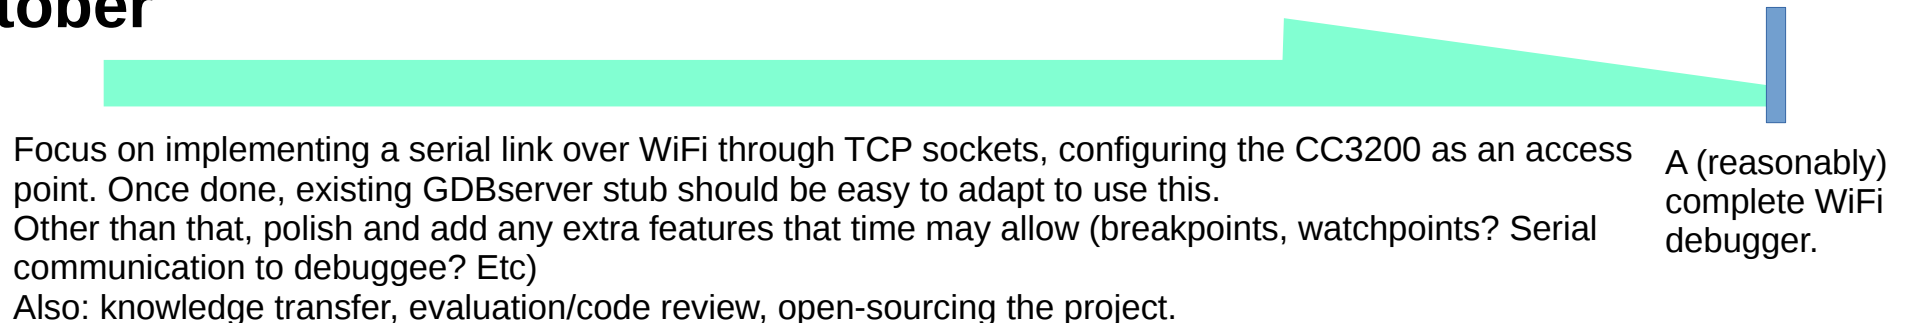 tober
Focus on implementing a serial link over WiFi through TCP sockets, configuring the CC3200 as an access
point. Once done, existing GDBserver stub should be easy to adapt to use this.
Other than that, polish and add any extra features that time may allow (breakpoints, watchpoints? Serial
communication to debuggee? Etc)
Also: knowledge transfer, evaluation/code review, open-sourcing the project.
A (reasonably)
complete WiFi
debugger.